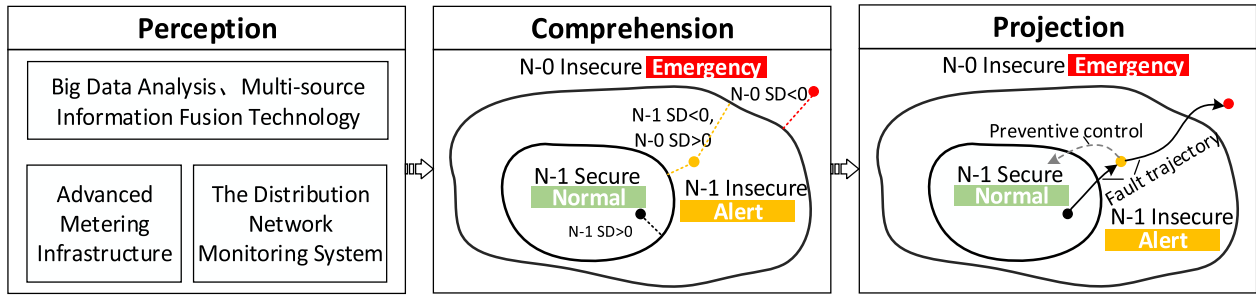 Perception
Big Data Analysis、Multi-source
Information Fusion Technology
Advanced
Metering
Infrastructure
The Distribution
Network
Monitoring System
Comprehension
N-0 Insecure Emergency
N-0 SD<0
N-1 SD<0,
N-0 SD>0
N-1 Secure
Normal
N-1 SD>0
N-1 Insecure
Alert
Projection
N-0 Insecure Emergency
Preventive control
Fault trajectory
N-1 Secure
Normal
N-1 Insecure
Alert